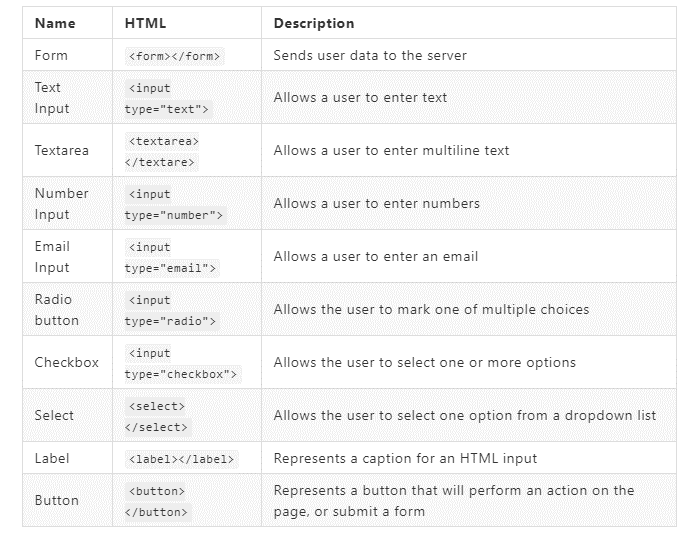 Name HTML Description
Form <form></form> Sends user data to the server
Text
Input
<input
type="text">
Allows a user to enter text
Textarea
<textarea>
</textare>
Allows a user to enter multiline text
Number
Input
<input
type="number">
Allows a user to enter numbers
Email
Input
<input
type="email">
Allows a user to enter an email
Radio
button
<input
type="radio">
Allows the user to mark one of multiple choices
Checkbox
<input
type="checkbox">
Allows the user to select one or more options
Select
<select>
</select>
Allows the user to select one option from a dropdown list
Label <label></label> Represents a caption for an HTML input
Button
<button>
</button>
Represents a button that will perform an action on the
page, or submit a form